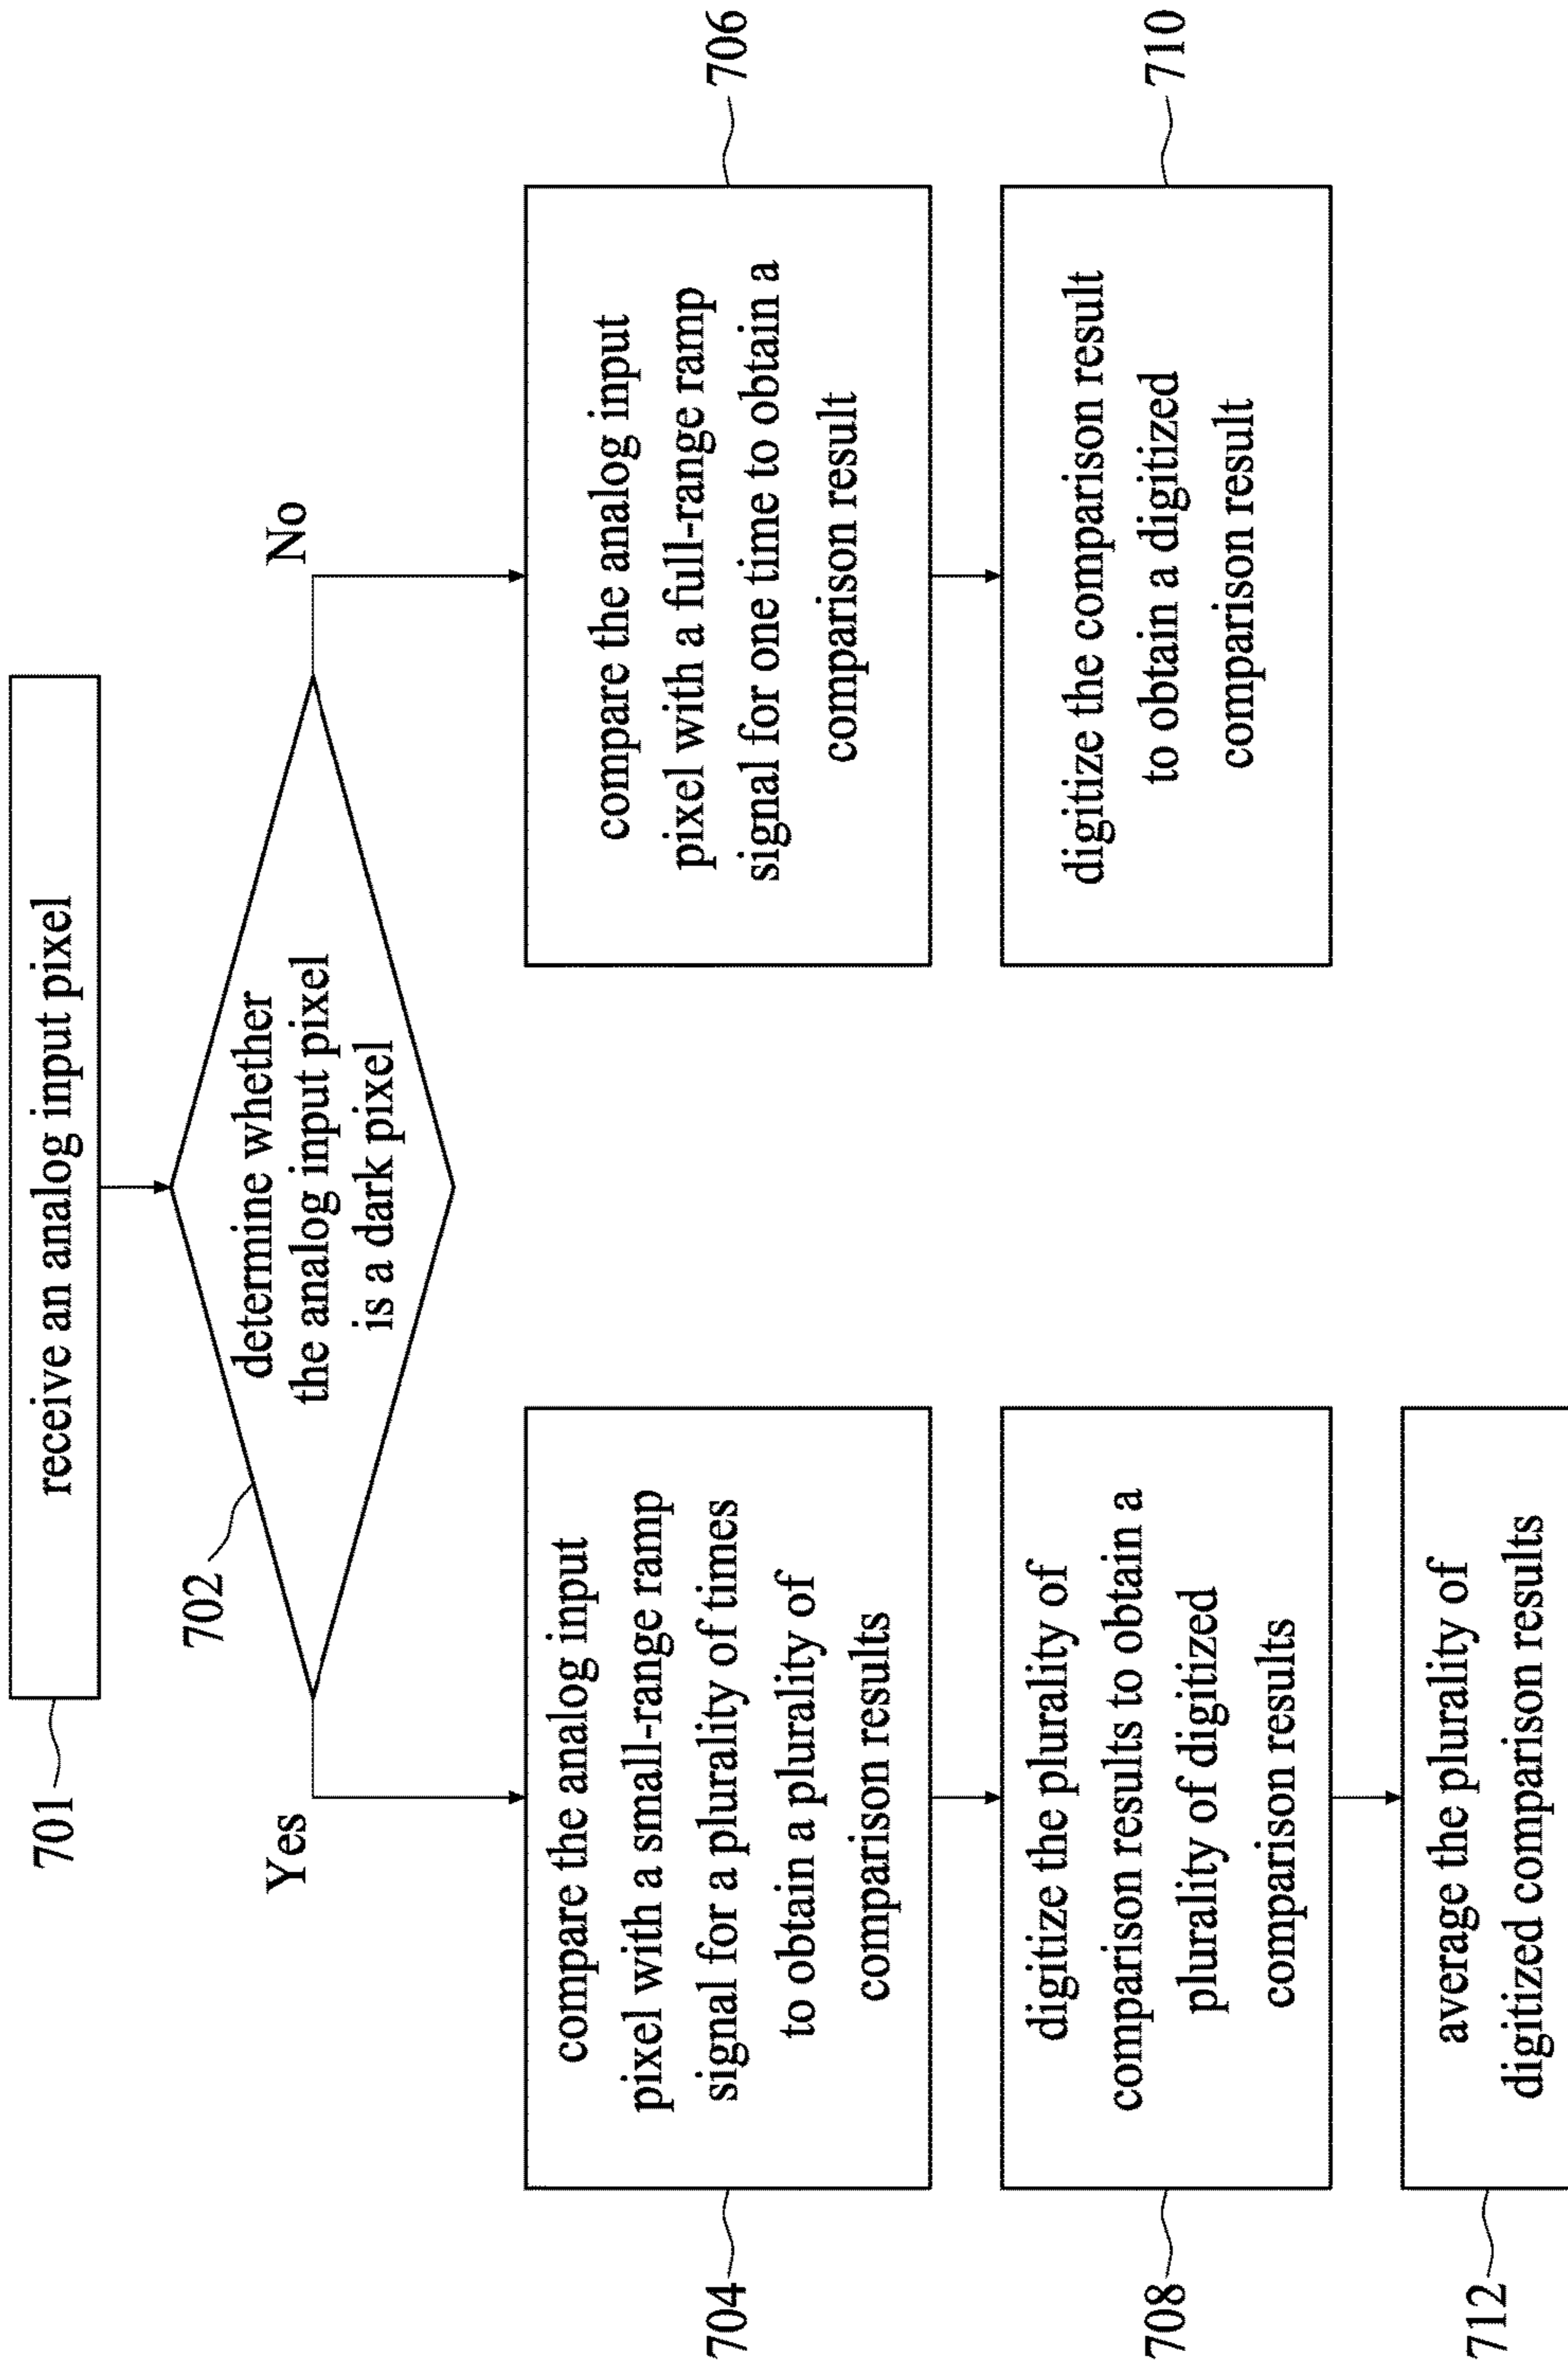 701
receive an analog input pixel
702
determine whether
the analog input pixel
is a dark pixel
Yes
No
704
compare the analog input
pixel with a small-range ramp
signal for a plurality of times
to obtain a plurality of
comparison results
compare the analog input
pixel with a full-range ramp
signal for one time to obtain a
comparison result
706
708
digitize the plurality of
comparison results to obtain a
plurality of digitized
comparison results
digitize the comparison result
to obtain a digitized
comparison result
710
712
average the plurality of
digitized comparison results